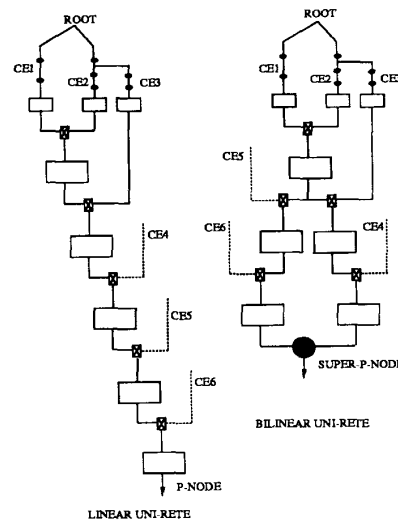 ROOT
CE1
CE2
CE3
CE4
CE5
CE6
P-NODE
LINEAR UNI-RETE
ROOT
CE1
CE2
CE5
CE6
CE4
SUPER-P-NODE
BILINEAR UNI-RETE